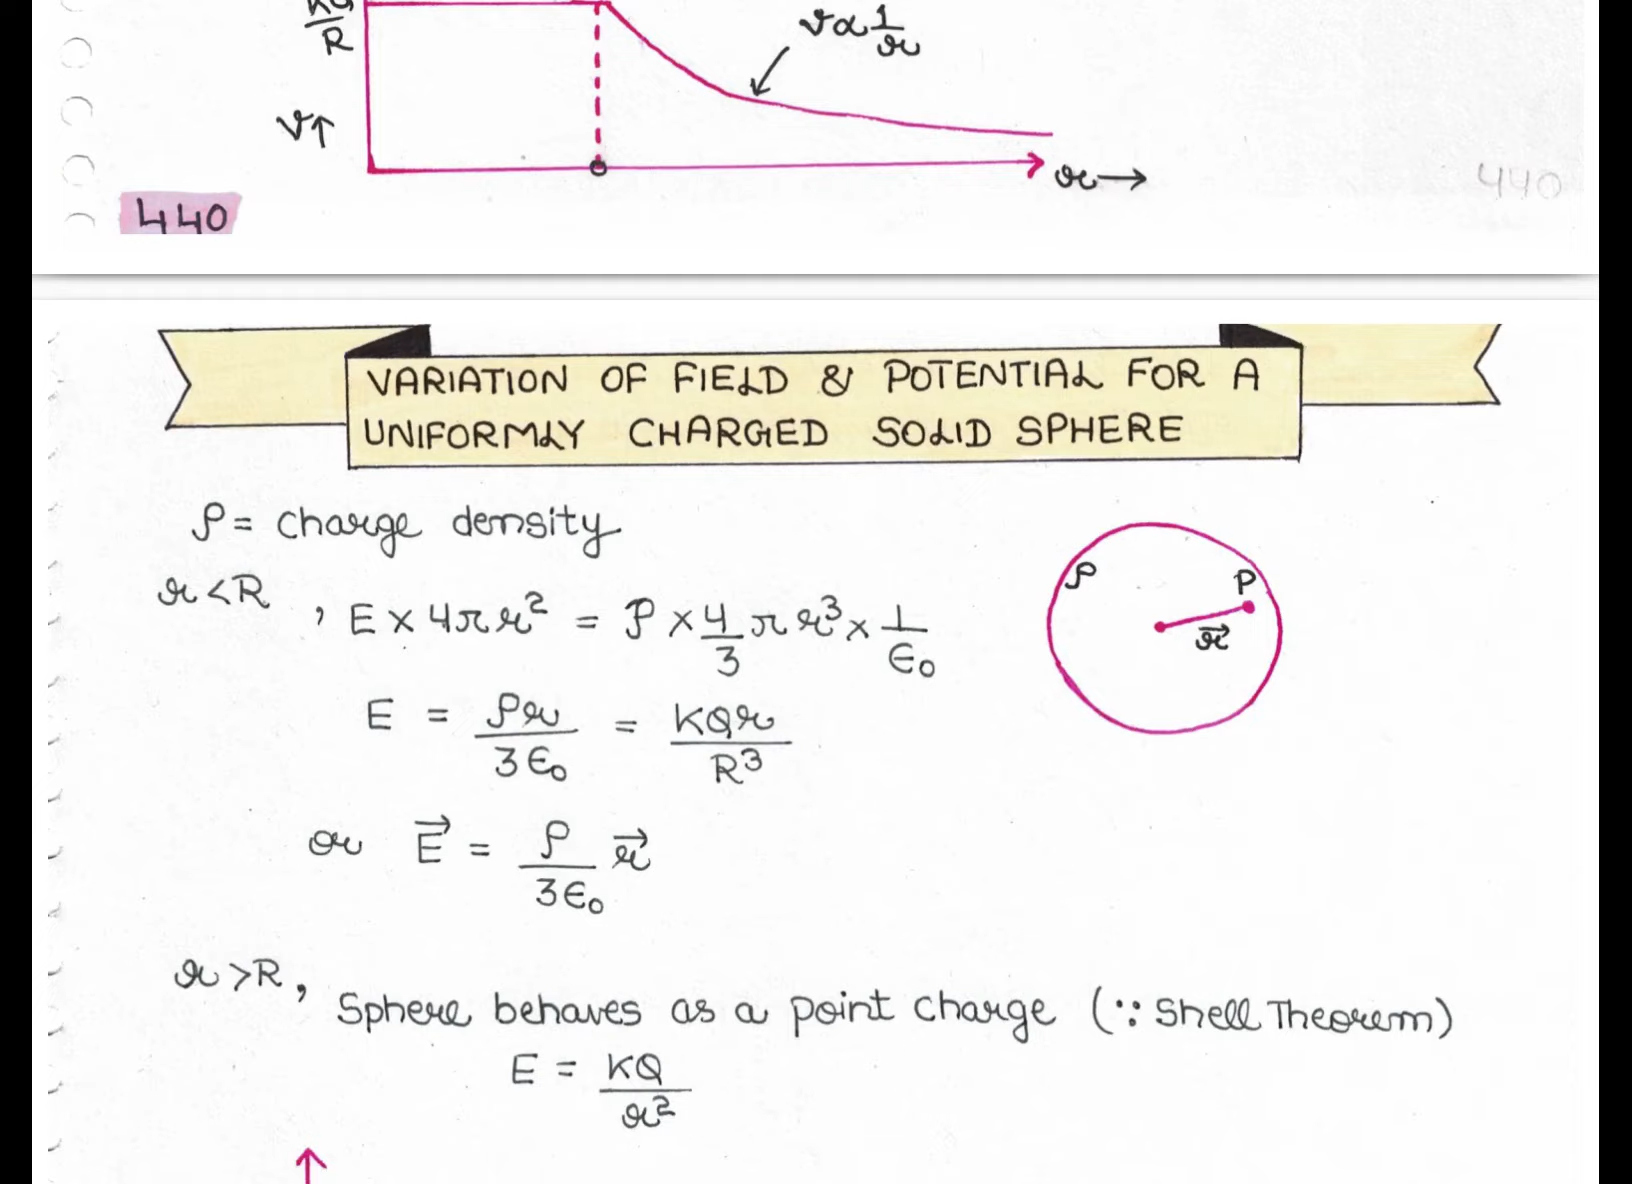 KQ/R
V ∝ 1/r
V↑
r→
440
440
VARIATION OF FIELD & POTENTIAL FOR A
UNIFORMLY CHARGED SOLID SPHERE
ρ = charge density
r < R , E × 4πr² = ρ × 4/3 πr³ × 1/ϵ₀
ρ P
r⃗
E = ρr/3ϵ₀ = KQr/R³
or E⃗ = ρ/3ϵ₀ r⃗
r > R, Sphere behaves as a point charge (∵ Shell Theorem)
E = KQ/r²